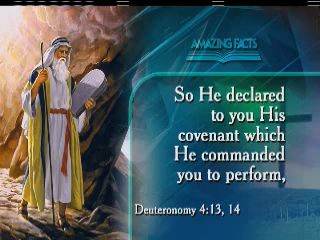 AMAZING FACTS
So He declared
to you His
covenant which
He commanded
you to perform,
Deuteronomy 4:13, 14